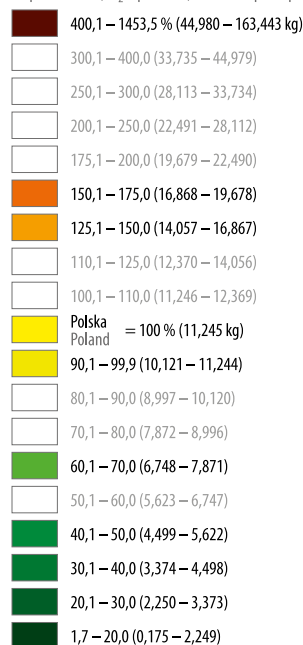 400,1 – 1453,5 % (44,980 – 163,443 kg)
300,1 – 400,0 (33,735 – 44,979)
250,1 – 300,0 (28,113 – 33,734)
200,1 – 250,0 (22,491 – 28,112)
175,1 – 200,0 (19,679 – 22,490)
150,1 – 175,0 (16,868 – 19,678)
125,1 – 150,0 (14,057 – 16,867)
110,1 – 125,0 (12,370 – 14,056)
100,1 – 110,0 (11,246 – 12,369)
Polska = 100 % (11,245 kg)
Poland
90,1 – 99,9 (10,121 – 11,244)
80,1 – 90,0 (8,997 – 10,120)
70,1 – 80,0 (7,872 – 8,996)
60,1 – 70,0 (6,748 – 7,871)
50,1 – 60,0 (5,623 – 6,747)
40,1 – 50,0 (4,499 – 5,622)
30,1 – 40,0 (3,374 – 4,498)
20,1 – 30,0 (2,250 – 3,373)
1,7 – 20,0 (0,175 – 2,249)